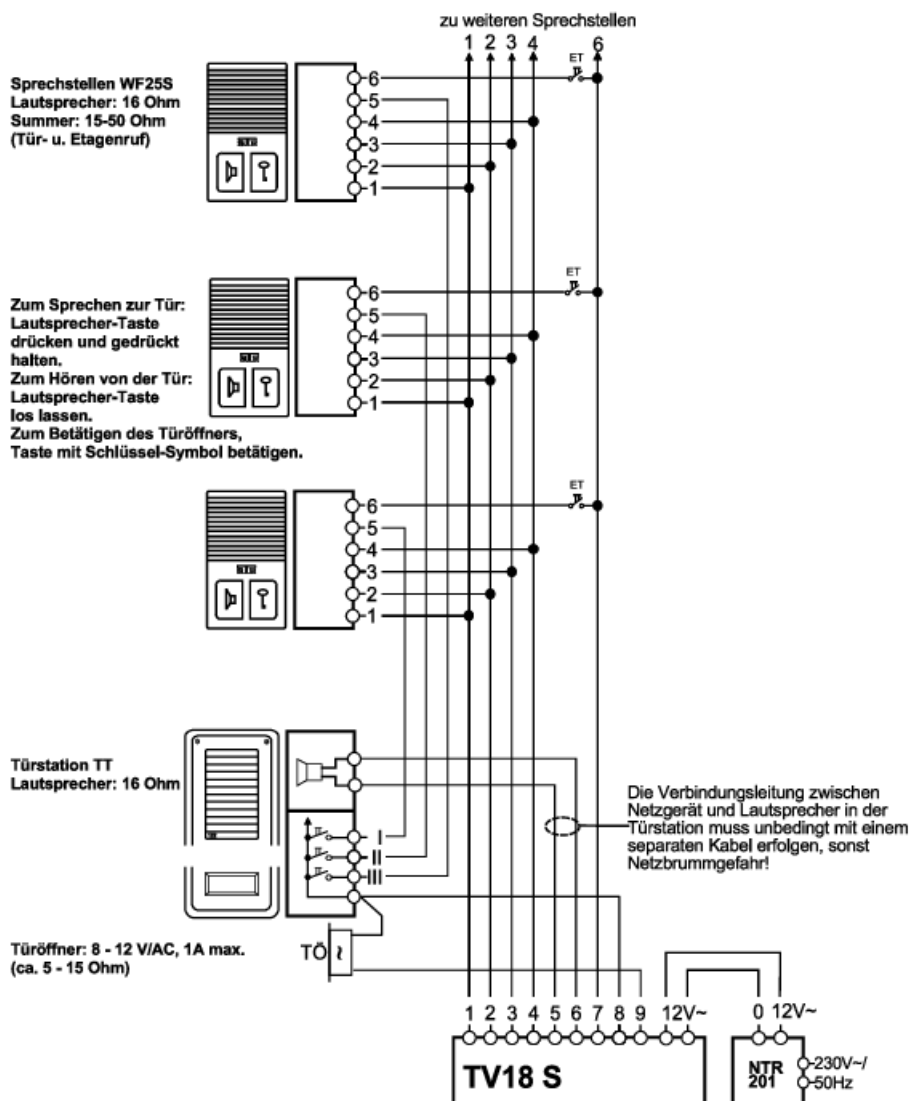 zu weiteren Sprechstellen
1 2 3 4 6
Sprechstellen WF25S
Lautsprecher: 16 Ohm
Summer: 15-50 Ohm
(Tür- u. Etagenruf)
6
5
4
3
2
1
ET
Zum Sprechen zur Tür:
Lautsprecher-Taste
drücken und gedrückt
halten.
Zum Hören von der Tür:
Lautsprecher-Taste
los lassen.
Zum Betätigen des Türöffners,
Taste mit Schlüssel-Symbol betätigen.
6
5
4
3
2
1
ET
6
5
4
3
2
1
ET
Türstation TT
Lautsprecher: 16 Ohm
I
II
III
Die Verbindungsleitung zwischen
Netzgerät und Lautsprecher in der
Türstation muss unbedingt mit einem
separaten Kabel erfolgen, sonst
Netzbrummgefahr!
Türöffner: 8 - 12 V/AC, 1A max.
(ca. 5 - 15 Ohm)
TÖ ~
1 2 3 4 5 6 7 8 9 12V~
0 12V~
TV18 S
NTR
201
230V~/
50Hz